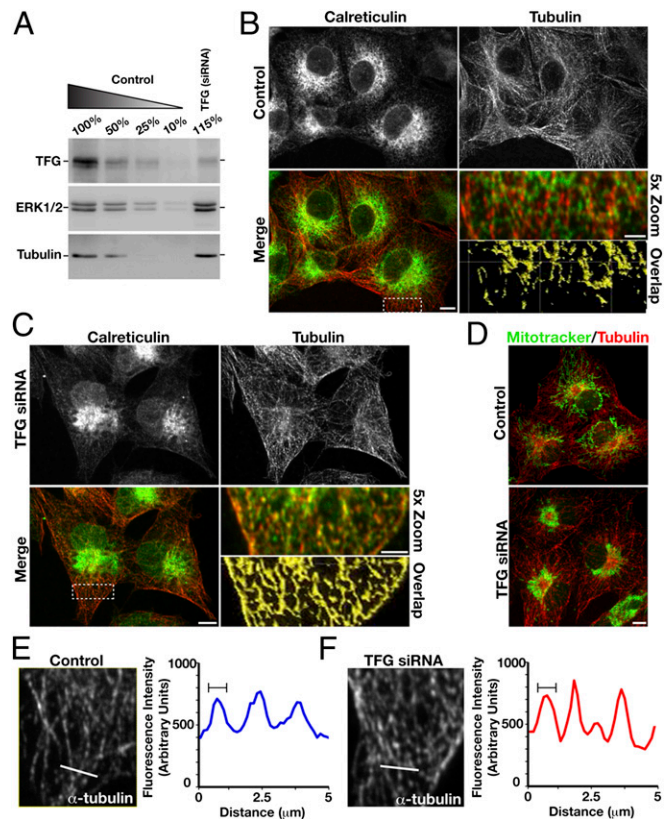 A
Control
TFG (siRNA)
100% 50% 25% 10% 115%
TFG
ERK1/2
Tubulin
B
Calreticulin Tubulin
Control
Merge
5x Zoom
Overlap
C
Calreticulin Tubulin
TFG siRNA
Merge
5x Zoom
Overlap
D
Mitotracker/Tubulin
Control
TFG siRNA
E
Control
α-tubulin
Fluorescence Intensity
(Arbitrary Units)
1000
500
0
0 2.5 5
Distance (μm)
F
TFG siRNA
α-tubulin
Fluorescence Intensity
(Arbitrary Units)
1000
500
0
0 2.5 5
Distance (μm)